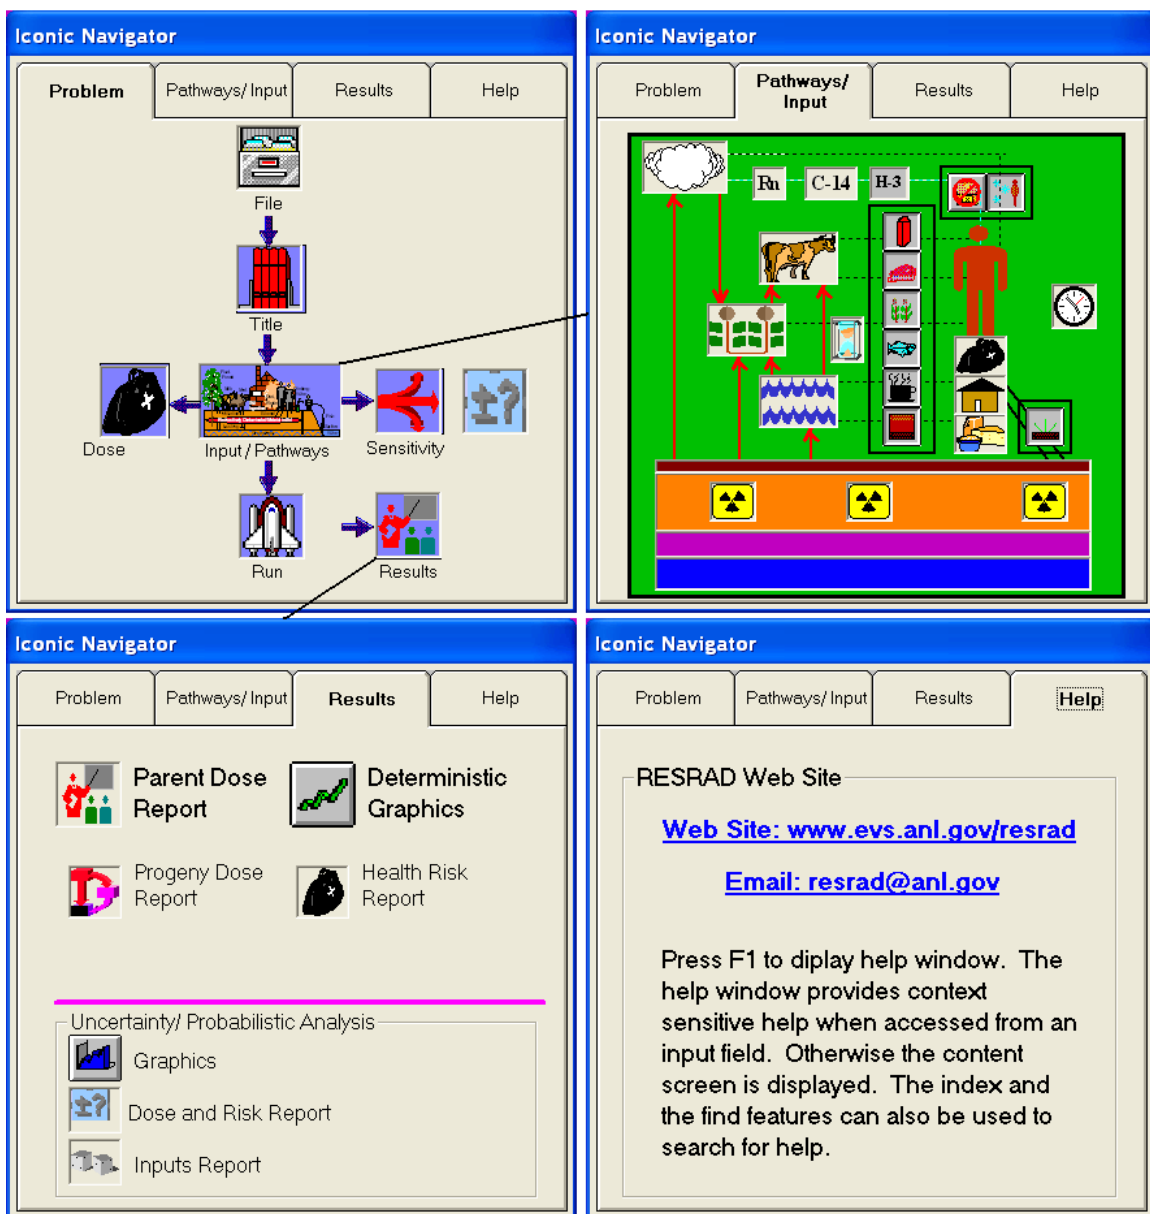 Iconic Navigator
Problem
Pathways/Input
Results
Help
File
Title
Dose
Input/Pathways
Sensitivity
Run
Results
Iconic Navigator
Problem
Pathways/
Input
Results
Help
Rn
C-14
H-3
Iconic Navigator
Problem
Pathways/Input
Results
Help
Parent Dose
Report
Deterministic
Graphics
Progeny Dose
Report
Health Risk
Report
Uncertainty/ Probabilistic Analysis
Graphics
Dose and Risk Report
Inputs Report
Iconic Navigator
Problem
Pathways/Input
Results
Help
RESRAD Web Site
Web Site: www.evs.anl.gov/resrad
Email: resrad@anl.gov
Press F1 to diplay help window. The
help window provides context
sensitive help when accessed from an
input field. Otherwise the content
screen is displayed. The index and
the find features can also be used to
search for help.